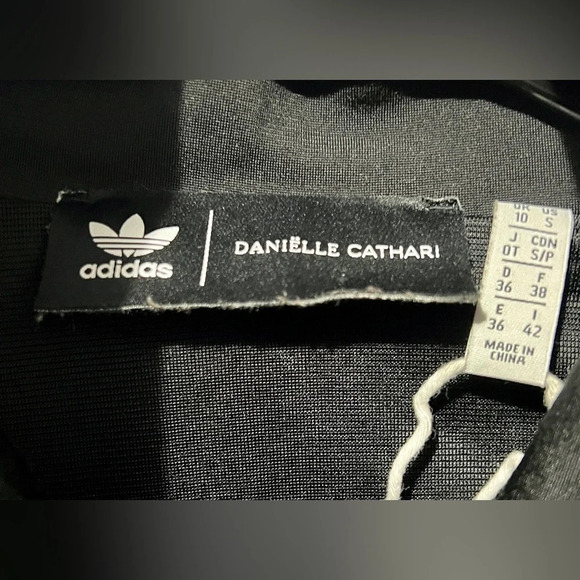 adidas
DANIËLLE CATHARI
UK US
10 S
J CDN
OT S/P
D F
36 38
E I
36 42
MADE IN
CHINA